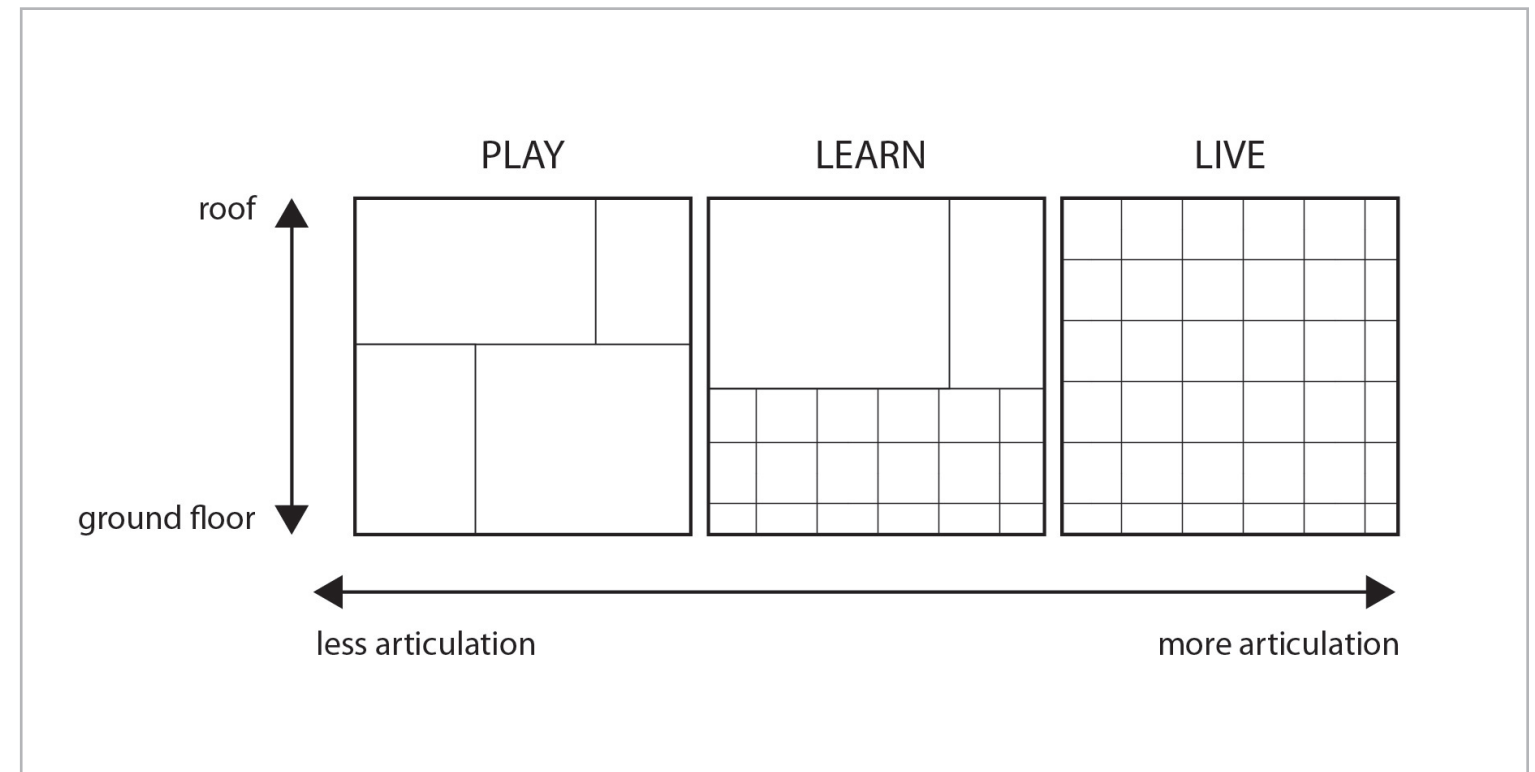 PLAY
LEARN
LIVE
roof
ground floor
less articulation
more articulation